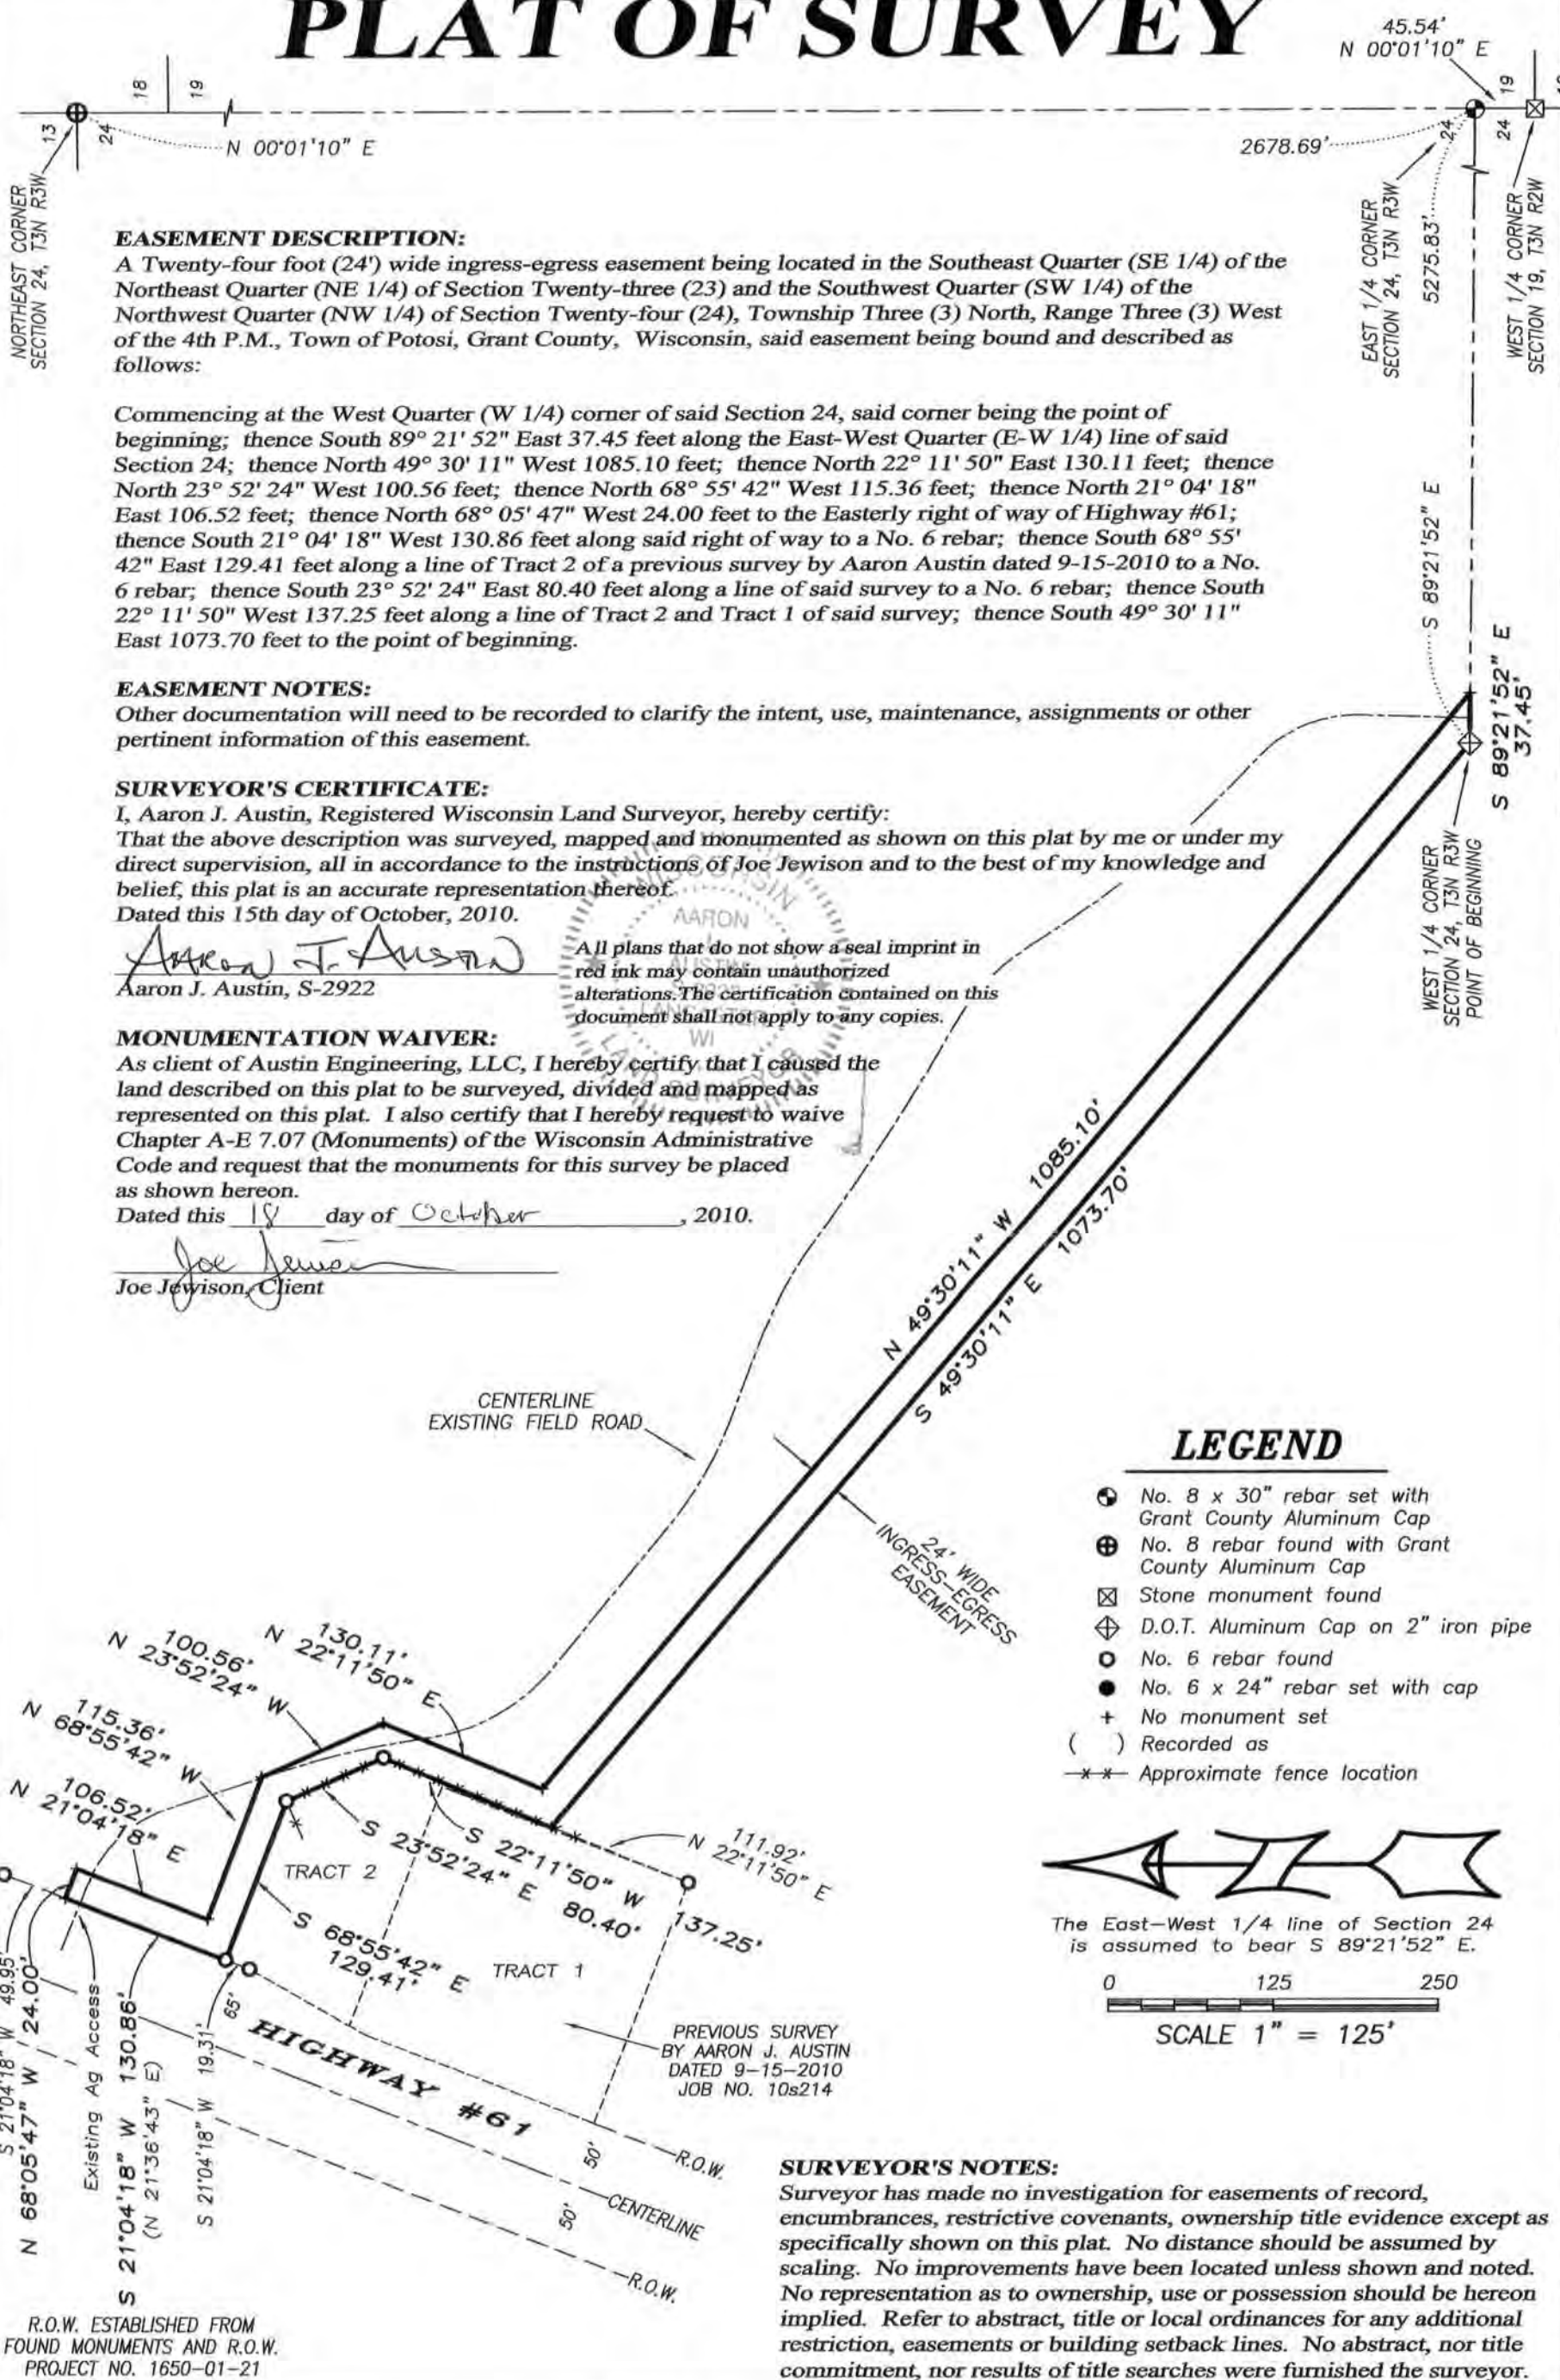 PLAT OF SURVEY
45.54'
N 00°01'10" E
18
19
13
24
N 00°01'10" E
2678.69'
24
19
24
NORTHEAST CORNER
SECTION 24, T3N R3W
EAST 1/4 CORNER
SECTION 24, T3N R3W
5275.83'
WEST 1/4 CORNER
SECTION 19, T3N R2W
EASEMENT DESCRIPTION:
A Twenty-four foot (24') wide ingress-egress easement being located in the Southeast Quarter (SE 1/4) of the
Northeast Quarter (NE 1/4) of Section Twenty-three (23) and the Southwest Quarter (SW 1/4) of the
Northwest Quarter (NW 1/4) of Section Twenty-four (24), Township Three (3) North, Range Three (3) West
of the 4th P.M., Town of Potosi, Grant County, Wisconsin, said easement being bound and described as
follows:
Commencing at the West Quarter (W 1/4) corner of said Section 24, said corner being the point of
beginning; thence South 89° 21' 52" East 37.45 feet along the East-West Quarter (E-W 1/4) line of said
Section 24; thence North 49° 30' 11" West 1085.10 feet; thence North 22° 11' 50" East 130.11 feet; thence
North 23° 52' 24" West 100.56 feet; thence North 68° 55' 42" West 115.36 feet; thence North 21° 04' 18"
East 106.52 feet; thence North 68° 05' 47" West 24.00 feet to the Easterly right of way of Highway #61;
thence South 21° 04' 18" West 130.86 feet along said right of way to a No. 6 rebar; thence South 68° 55'
42" East 129.41 feet along a line of Tract 2 of a previous survey by Aaron Austin dated 9-15-2010 to a No.
6 rebar; thence South 23° 52' 24" East 80.40 feet along a line of said survey to a No. 6 rebar; thence South
22° 11' 50" West 137.25 feet along a line of Tract 2 and Tract 1 of said survey; thence South 49° 30' 11"
East 1073.70 feet to the point of beginning.
S 89°21'52" E
S 89°21'52" E
37.45'
WEST 1/4 CORNER
SECTION 24, T3N R3W
POINT OF BEGINNING
EASEMENT NOTES:
Other documentation will need to be recorded to clarify the intent, use, maintenance, assignments or other
pertinent information of this easement.
SURVEYOR'S CERTIFICATE:
I, Aaron J. Austin, Registered Wisconsin Land Surveyor, hereby certify:
That the above description was surveyed, mapped and monumented as shown on this plat by me or under my
direct supervision, all in accordance to the instructions of Joe Jewison and to the best of my knowledge and
belief, this plat is an accurate representation thereof.
Dated this 15th day of October, 2010.
Aaron J. Austin
Aaron J. Austin, S-2922
WISCONSIN
AARON
J.
AUSTIN
LANCASTER
WI
LAND SURVEYOR
All plans that do not show a seal imprint in
red ink may contain unauthorized
alterations. The certification contained on this
document shall not apply to any copies.
MONUMENTATION WAIVER:
As client of Austin Engineering, LLC, I hereby certify that I caused the
land described on this plat to be surveyed, divided and mapped as
represented on this plat. I also certify that I hereby request to waive
Chapter A-E 7.07 (Monuments) of the Wisconsin Administrative
Code and request that the monuments for this survey be placed
as shown hereon.
Dated this 18 day of October, 2010.
Joe Jewison
Joe Jewison, Client
N 49°30'11" W 1085.10'
S 49°30'11" E 1073.70'
CENTERLINE
EXISTING FIELD ROAD
24' WIDE
INGRESS-EGRESS
EASEMENT
LEGEND
No. 8 x 30" rebar set with
Grant County Aluminum Cap
No. 8 rebar found with Grant
County Aluminum Cap
Stone monument found
D.O.T. Aluminum Cap on 2" iron pipe
No. 6 rebar found
No. 6 x 24" rebar set with cap
No monument set
( ) Recorded as
Approximate fence location
The East-West 1/4 line of Section 24
is assumed to bear S 89°21'52" E.
0 125 250
SCALE 1" = 125'
130.11'
N 22°11'50" E
100.56'
N 23°52'24" W
115.36'
N 68°55'42" W
106.52'
N 21°04'18" E
S 22°11'50" W 137.25'
S 23°52'24" E 80.40'
S 68°55'42" E
129.41'
111.92'
N 22°11'50" E
TRACT 2
TRACT 1
S 21°04'18" W 49.95'
N 68°05'47" W 24.00'
Existing Ag Access
S 21°04'18" W 130.86'
(N 21°36'43" E)
S 21°04'18" W 19.31'
65'
HIGHWAY #61
50'
50'
R.O.W.
CENTERLINE
R.O.W.
PREVIOUS SURVEY
BY AARON J. AUSTIN
DATED 9-15-2010
JOB NO. 10s214
R.O.W. ESTABLISHED FROM
FOUND MONUMENTS AND R.O.W.
PROJECT NO. 1650-01-21
SURVEYOR'S NOTES:
Surveyor has made no investigation for easements of record,
encumbrances, restrictive covenants, ownership title evidence except as
specifically shown on this plat. No distance should be assumed by
scaling. No improvements have been located unless shown and noted.
No representation as to ownership, use or possession should be hereon
implied. Refer to abstract, title or local ordinances for any additional
restriction, easements or building setback lines. No abstract, nor title
commitment, nor results of title searches were furnished the surveyor.